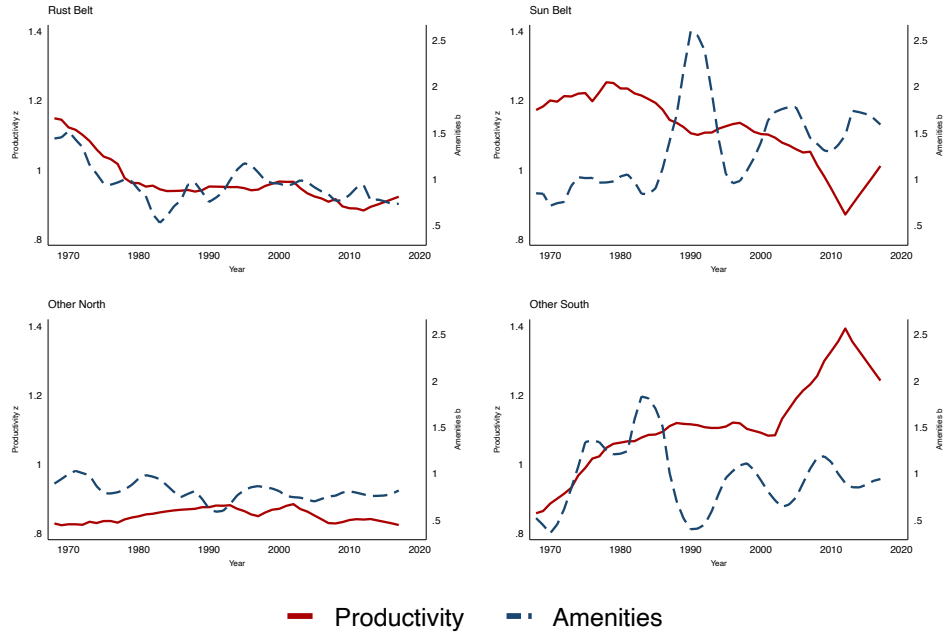 Rust Belt
Sun Belt
1.4
1.2
1
.8
Productivity z
2.5
2
1.5
1
.5
Amenities b
1970 1980 1990 2000 2010 2020
Year
1.4
1.2
1
.8
Productivity z
2.5
2
1.5
1
.5
Amenities b
1970 1980 1990 2000 2010 2020
Year
Other North
Other South
1.4
1.2
1
.8
Productivity z
2.5
2
1.5
1
.5
Amenities b
1970 1980 1990 2000 2010 2020
Year
1.4
1.2
1
.8
Productivity z
2.5
2
1.5
1
.5
Amenities b
1970 1980 1990 2000 2010 2020
Year
Productivity Amenities